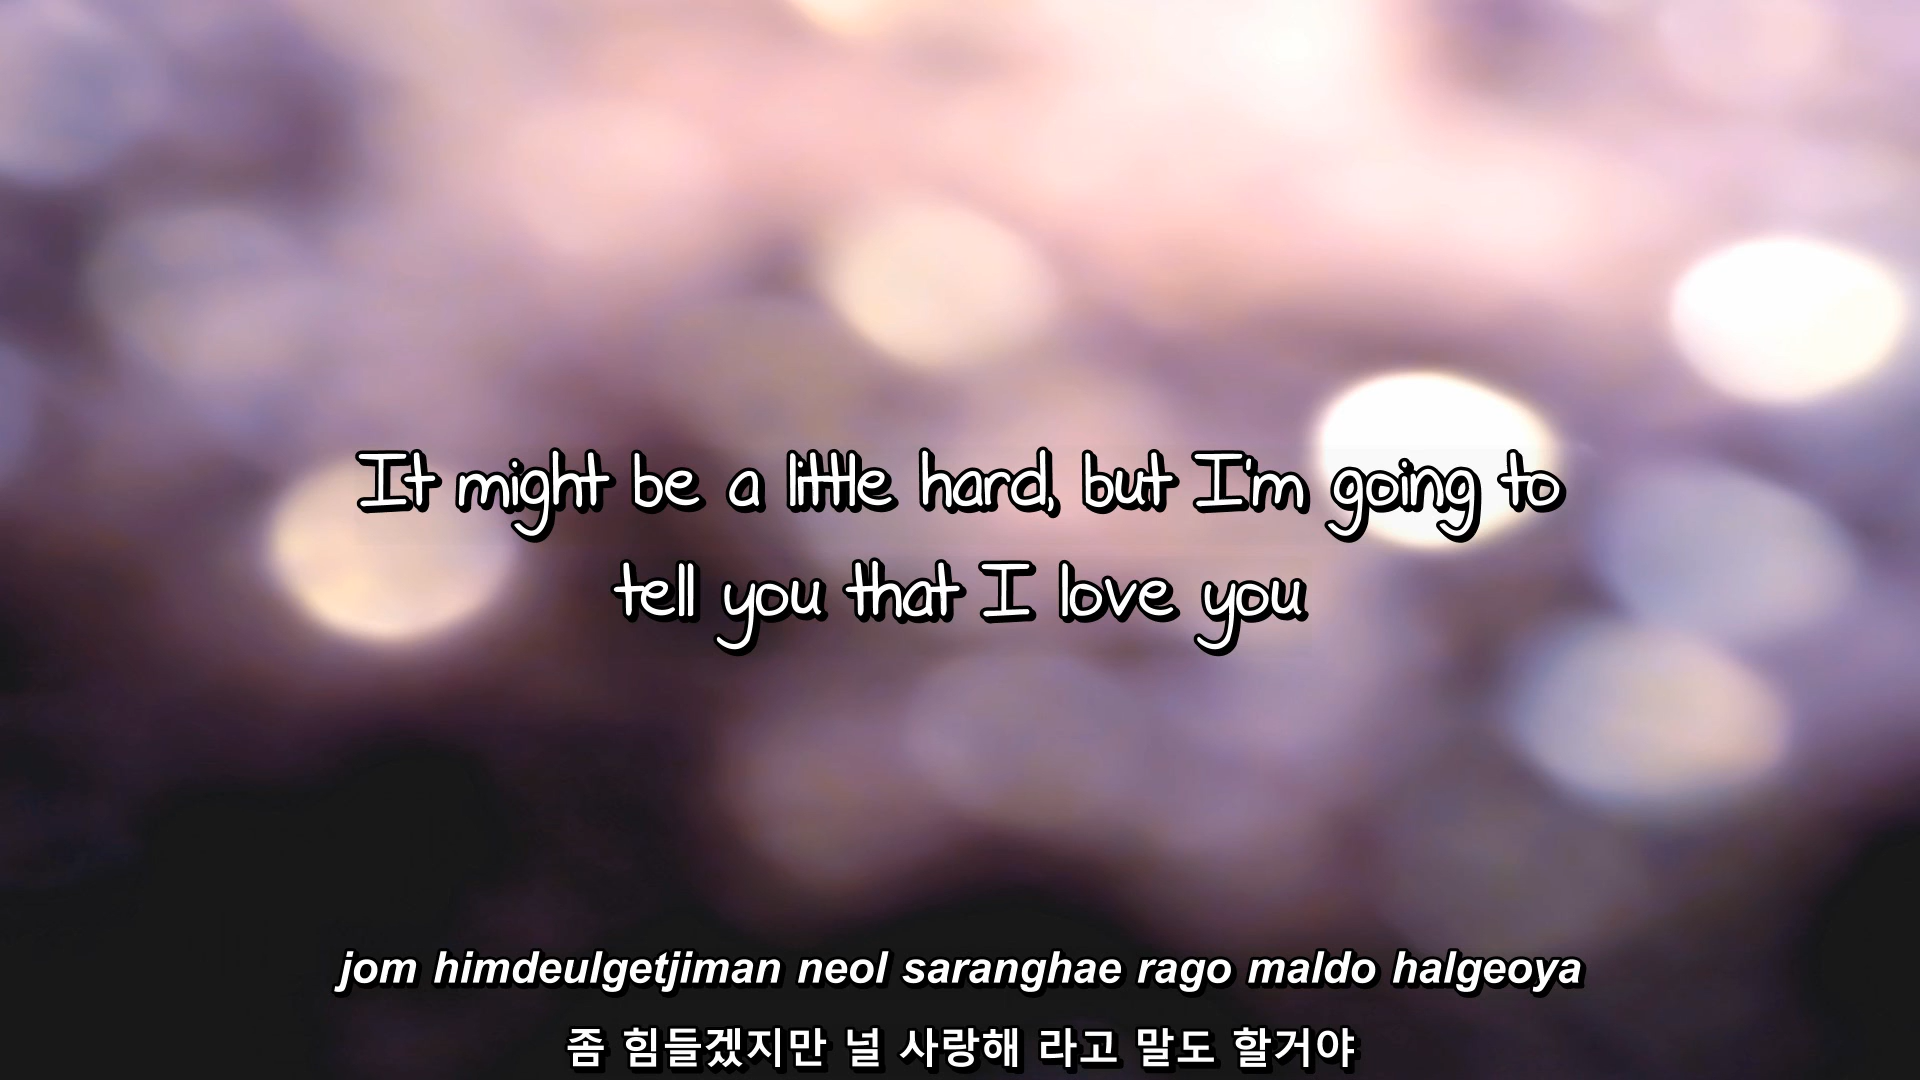 It might be a little hard, but I'm going to
tell you that I love you
jom himdeulgetjiman neol saranghae rago maldo halgeoya
좀 힘들겠지만 널 사랑해 라고 말도 할거야